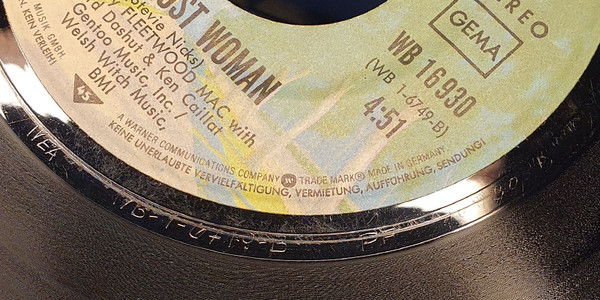 STEREO
GEMA
WB 16930
(WB 1-6749-B)
4:51
WOMAN
(Stevie Nicks)
FLEETWOOD MAC with
Dashut & Ken Caillat
Gentoo Music, Inc. /
Welsh Witch Music,
BMI
45
MUSIK GMBH
KEIN VERLEIH
A WARNER COMMUNICATIONS COMPANY W TRADE MARK® MADE IN GERMANY.
KEINE UNERLAUBTE VERVIELFÄLTIGUNG, VERMIETUNG, AUFFÜHRUNG, SENDUNG!
WEA